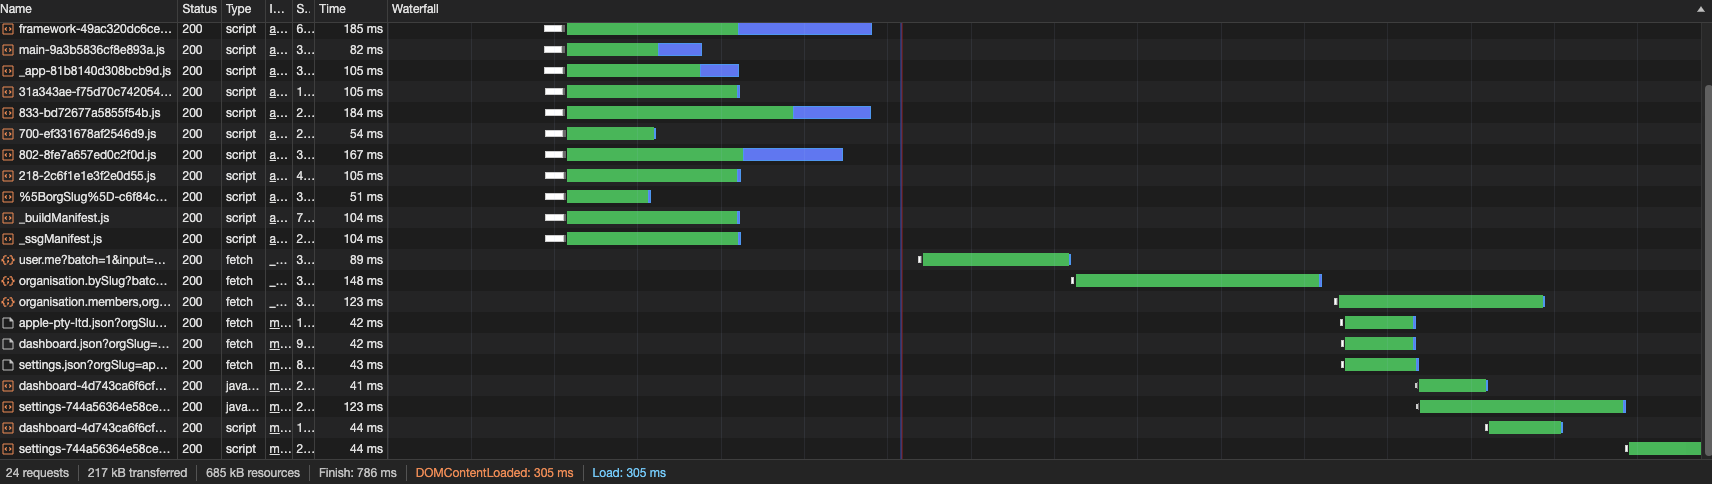 Name Status Type I... S.. Time Waterfall
framework-49ac320dc6ce... 200 script a... 6... 185 ms
main-9a3b5836cf8e893a.js 200 script a... 3... 82 ms
_app-81b8140d308bcb9d.js 200 script a... 3... 105 ms
31a343ae-f75d70c742054... 200 script a... 1... 105 ms
833-bd72677a5855f54b.js 200 script a... 2... 184 ms
700-ef331678af2546d9.js 200 script a... 2... 54 ms
802-8fe7a657ed0c2f0d.js 200 script a... 3... 167 ms
218-2c6f1e1e3f2e0d55.js 200 script a... 4... 105 ms
%5BorgSlug%5D-c6f84c... 200 script a... 3... 51 ms
_buildManifest.js 200 script a... 7... 104 ms
_ssgManifest.js 200 script a... 2... 104 ms
user.me?batch=1&input=... 200 fetch _... 3... 89 ms
organisation.bySlug?batc... 200 fetch _... 3... 148 ms
organisation.members,org... 200 fetch _... 3... 123 ms
apple-pty-ltd.json?orgSlu... 200 fetch m... 1... 42 ms
dashboard.json?orgSlug=... 200 fetch m... 9... 42 ms
settings.json?orgSlug=ap... 200 fetch m... 8... 43 ms
dashboard-4d743ca6f6cf... 200 java... m... 2... 41 ms
settings-744a56364e58ce... 200 java... m... 2... 123 ms
dashboard-4d743ca6f6cf... 200 script m... 1... 44 ms
settings-744a56364e58ce... 200 script m... 2... 44 ms
24 requests 217 kB transferred 685 kB resources Finish: 786 ms DOMContentLoaded: 305 ms Load: 305 ms